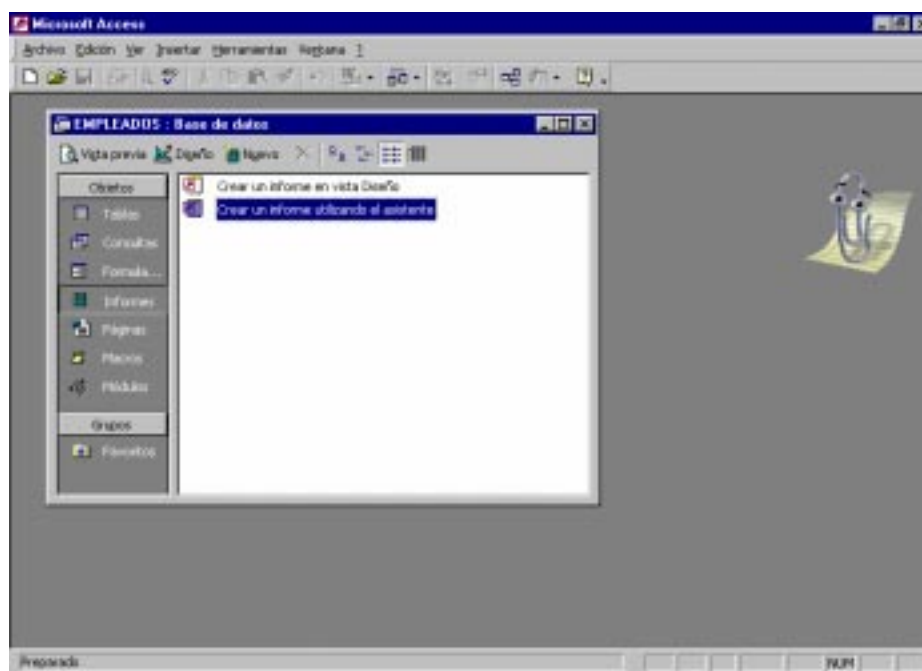 Microsoft Access
Archivo Edición Ver Insertar Herramientas Ventana ?
EMPLEADOS : Base de datos
Vista previa Diseño Nuevo
Objetos
Crear un informe en vista Diseño
Tablas
Crear un informe utilizando el asistente
Consultas
Formula...
Informes
Páginas
Macros
Módulos
Grupos
Favoritos
Preparado
NUM